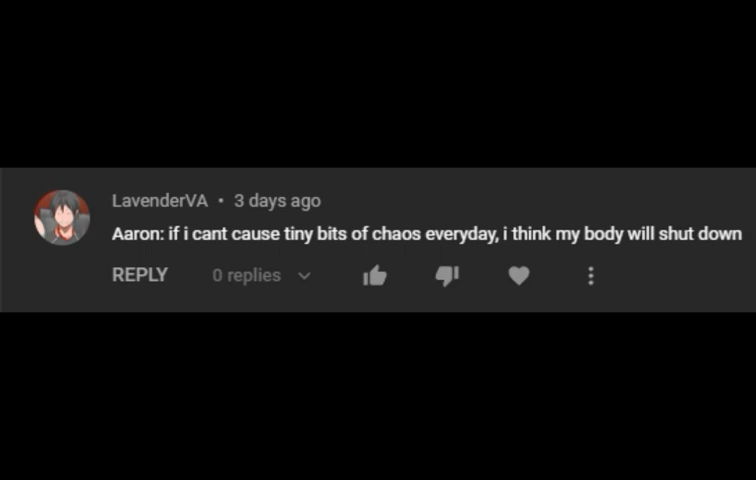 LavenderVA • 3 days ago
Aaron: if i cant cause tiny bits of chaos everyday, i think my body will shut down
REPLY 0 replies